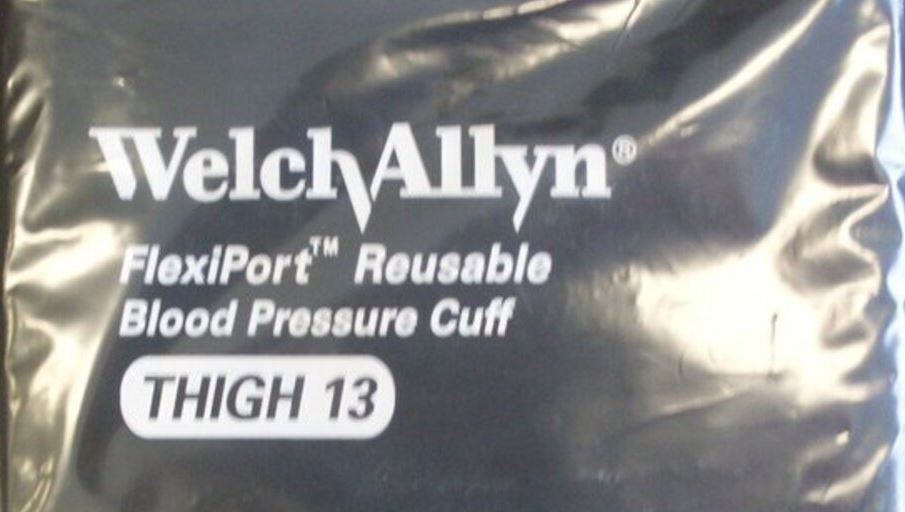 WelchAllyn®
FlexiPort™ Reusable
Blood Pressure Cuff
THIGH 13